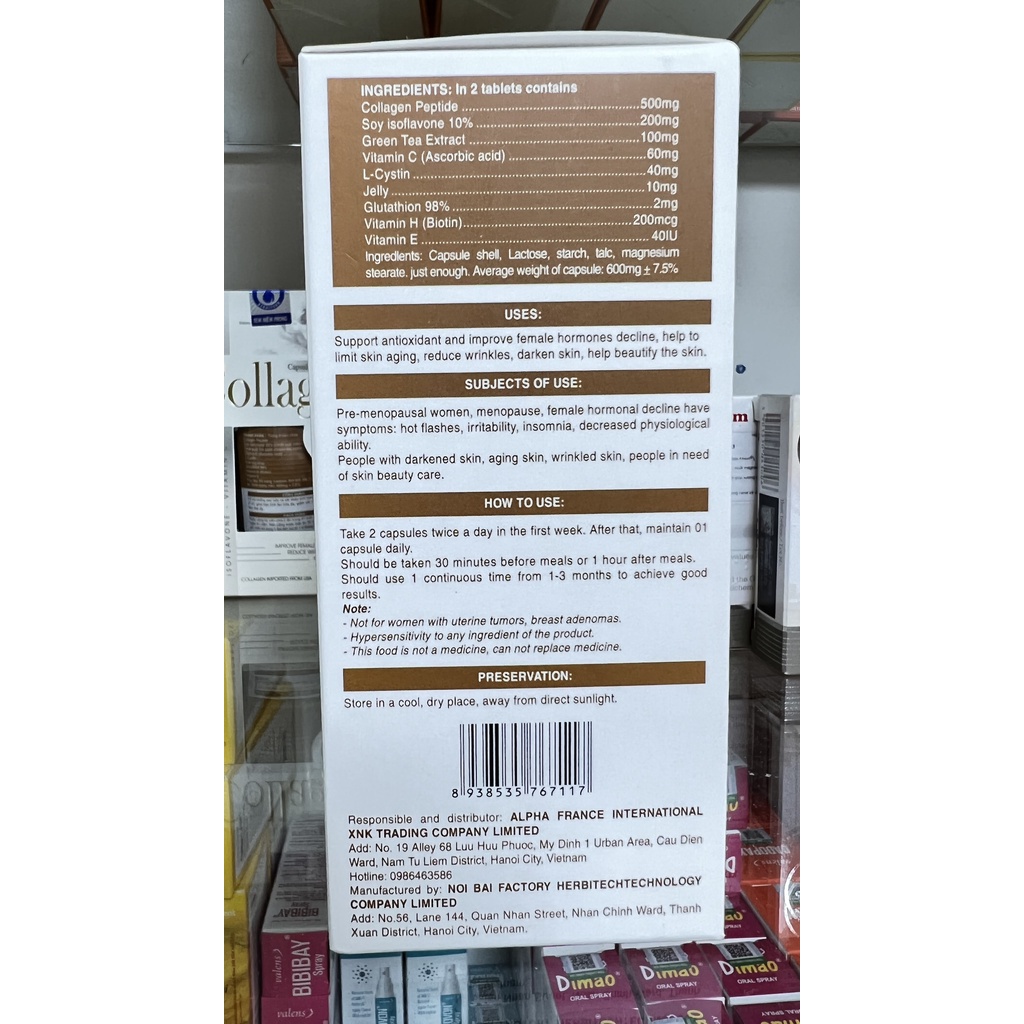 INGREDIENTS: In 2 tablets contains
Collagen Peptide ........................................500mg
Soy isoflavone 10% ....................................200mg
Green Tea Extract ......................................100mg
Vitamin C (Ascorbic acid) ..............................60mg
L-Cystin .....................................................40mg
Jelly ..........................................................10mg
Glutathion 98% .............................................2mg
Vitamin H (Biotin)......................................200mcg
Vitamin E .................................................... 40IU
Ingredients: Capsule shell, Lactose, starch, talc, magnesium
stearate. just enough. Average weight of capsule: 600mg ± 7.5%
USES:
Support antioxidant and improve female hormones decline, help to
limit skin aging, reduce wrinkles, darken skin, help beautify the skin.
SUBJECTS OF USE:
Pre-menopausal women, menopause, female hormonal decline have
symptoms: hot flashes, irritability, insomnia, decreased physiological
ability.
People with darkened skin, aging skin, wrinkled skin, people in need
of skin beauty care.
HOW TO USE:
Take 2 capsules twice a day in the first week. After that, maintain 01
capsule daily.
Should be taken 30 minutes before meals or 1 hour after meals.
Should use 1 continuous time from 1-3 months to achieve good
results.
Note:
- Not for women with uterine tumors, breast adenomas.
- Hypersensitivity to any ingredient of the product.
- This food is not a medicine, can not replace medicine.
PRESERVATION:
Store in a cool, dry place, away from direct sunlight.
8 938535 767117
Responsible and distributor: ALPHA FRANCE INTERNATIONAL
XNK TRADING COMPANY LIMITED
Add: No. 19 Alley 68 Luu Huu Phuoc, My Dinh 1 Urban Area, Cau Dien
Ward, Nam Tu Liem District, Hanoi City, Vietnam
Hotline: 0986463586
Manufactured by: NOI BAI FACTORY HERBITECHTECHNOLOGY
COMPANY LIMITED
Add: No.56, Lane 144, Quan Nhan Street, Nhan Chinh Ward, Thanh
Xuan District, Hanoi City, Vietnam.
ollag
valens
BIBIBAY
Spray
BIBIBAY
valens
Dimao
ORAL SPRAY
Dimao
ORAL SPRAY